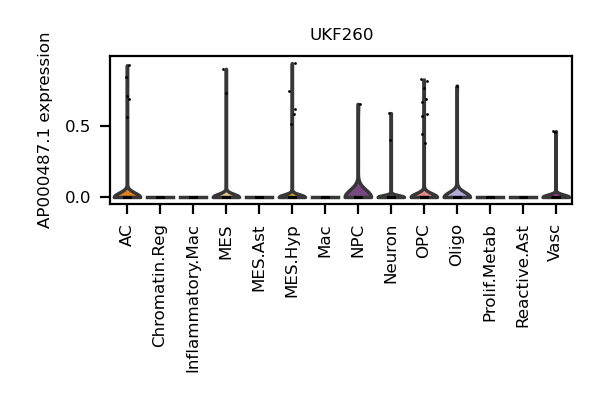 UKF260
AP000487.1 expression
0.5
0.0
AC
Chromatin.Reg
Inflammatory.Mac
MES
MES.Ast
MES.Hyp
Mac
NPC
Neuron
OPC
Oligo
Prolif.Metab
Reactive.Ast
Vasc